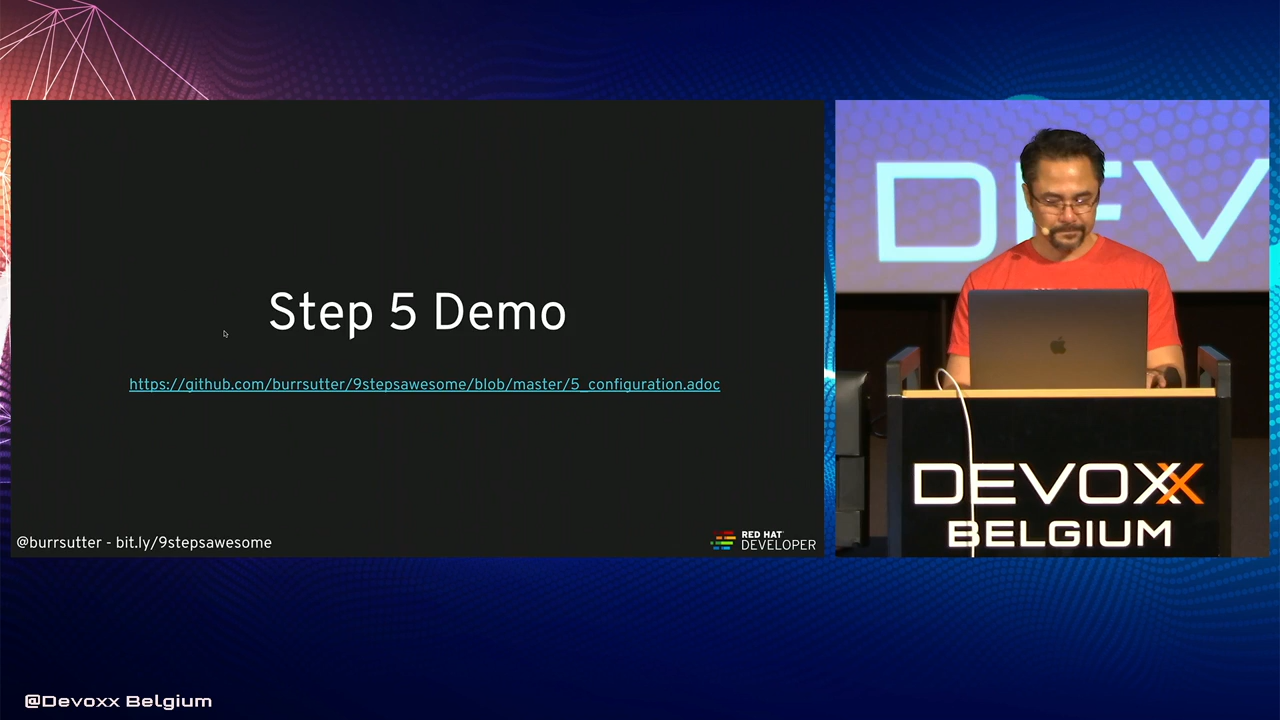 Step 5 Demo
https://github.com/burrsutter/9stepsawesome/blob/master/5_configuration.adoc
@burrsutter - bit.ly/9stepsawesome
RED HAT
DEVELOPER
DEV
DEVOXX
BELGIUM
@Devoxx Belgium